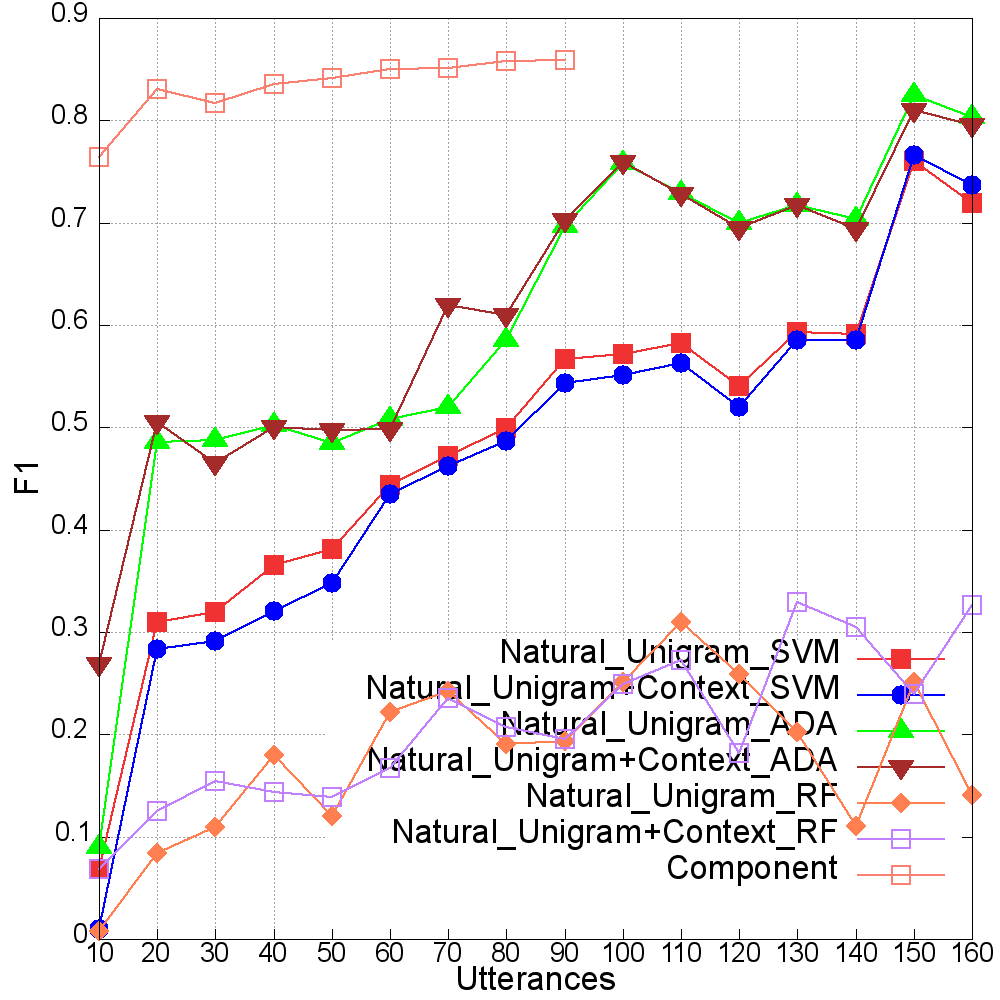 0.9
0.8
0.7
0.6
0.5
0.4
0.3
0.2
0.1
0
F1
10 20 30 40 50 60 70 80 90 100 110 120 130 140 150 160
Utterances
Natural_Unigram_SVM
Natural_Unigram+Context_SVM
Natural_Unigram_ADA
Natural_Unigram+Context_ADA
Natural_Unigram_RF
Natural_Unigram+Context_RF
Component